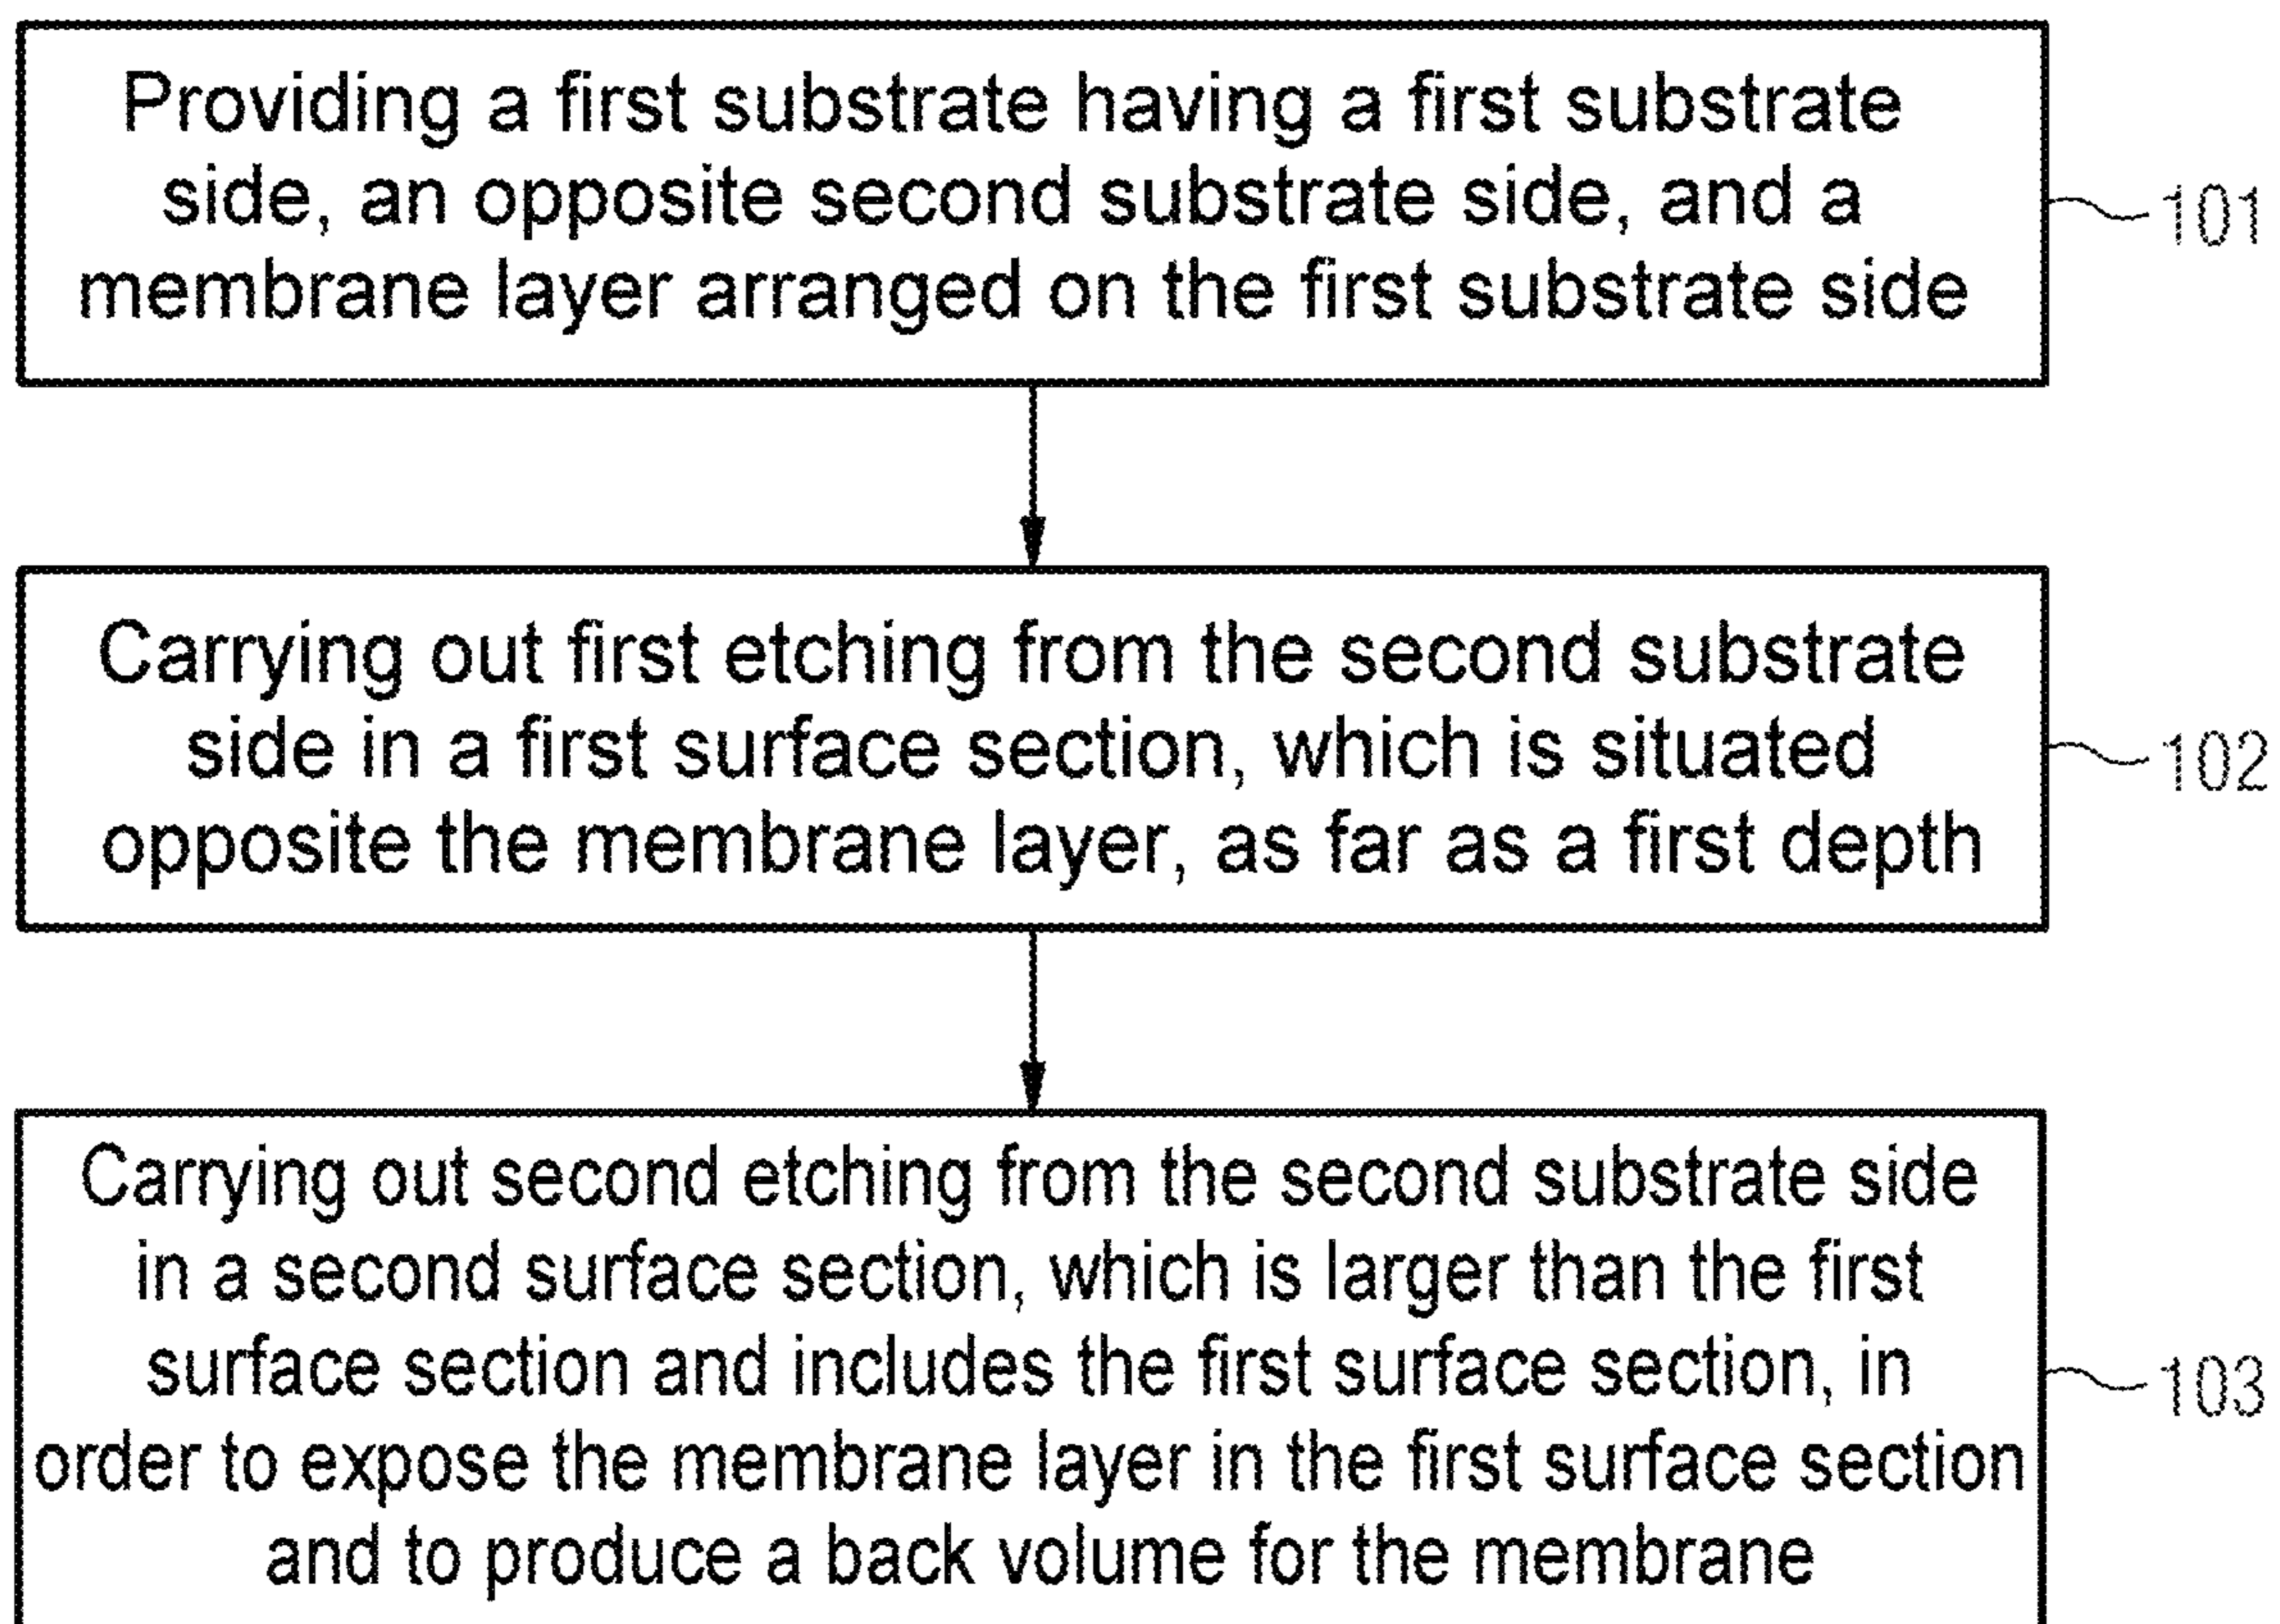 Providing a first substrate having a first substrate
side, an opposite second substrate side, and a
membrane layer arranged on the first substrate side
101
Carrying out first etching from the second substrate
side in a first surface section, which is situated
opposite the membrane layer, as far as a first depth
102
Carrying out second etching from the second substrate side
in a second surface section, which is larger than the first
surface section and includes the first surface section, in
order to expose the membrane layer in the first surface section
and to produce a back volume for the membrane
103